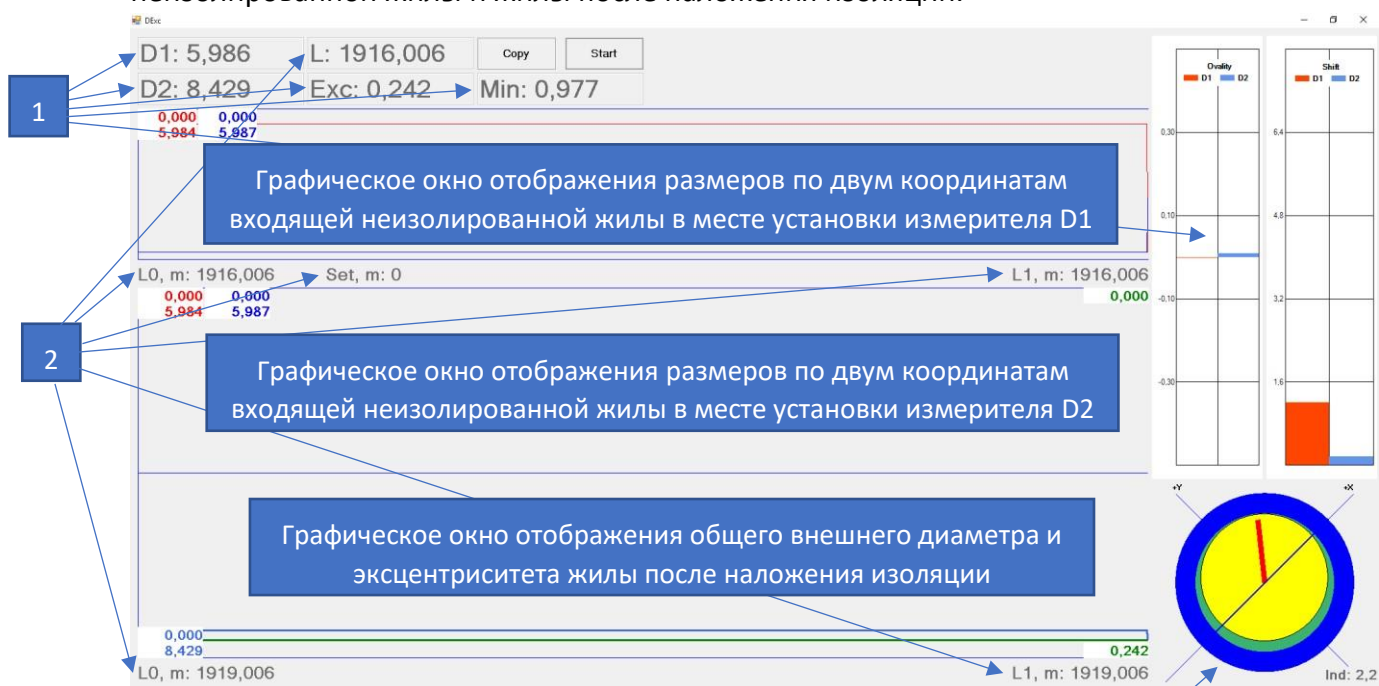 неизолированной жилы и жилы после наложения изоляции.
DExc
D1: 5,986
L: 1916,006
Copy
Start
D2: 8,429
Exc: 0,242
Min: 0,977
1
0,000 0,000
5,984 5,987
Графическое окно отображения размеров по двум координатам
входящей неизолированной жилы в месте установки измерителя D1
L0, m: 1916,006
Set, m: 0
L1, m: 1916,006
0,000 0,000
5,984 5,987
0,000
2
Графическое окно отображения размеров по двум координатам
входящей неизолированной жилы в месте установки измерителя D2
Графическое окно отображения общего внешнего диаметра и
эксцентриситета жилы после наложения изоляции
0,000
8,429
0,242
L0, m: 1919,006
L1, m: 1919,006
Ovality
D1 D2
0,30
0,10
-0,10
-0,30
Shift
D1 D2
6,4
4,8
3,2
1,6
+Y
+X
Ind: 2,2